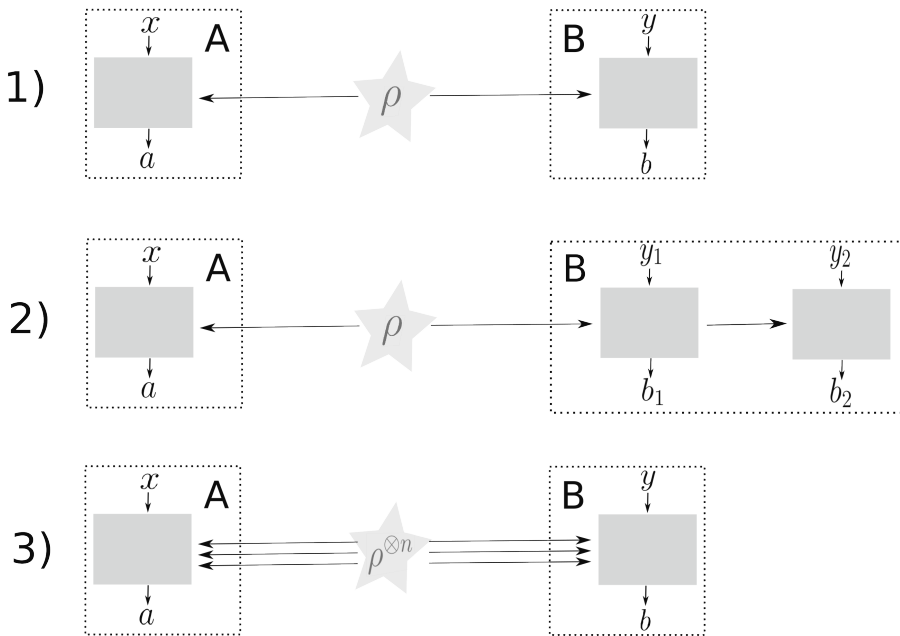 x A y B
1) ρ
a b
x A y₁ B y₂
2) ρ
a b₁ b₂
x A y B
3) ρ⊗n
a b